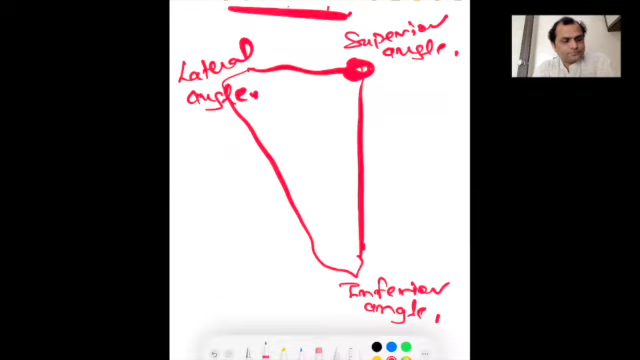 Superior
angle.
Lateral
angle.
Inferior
angle.